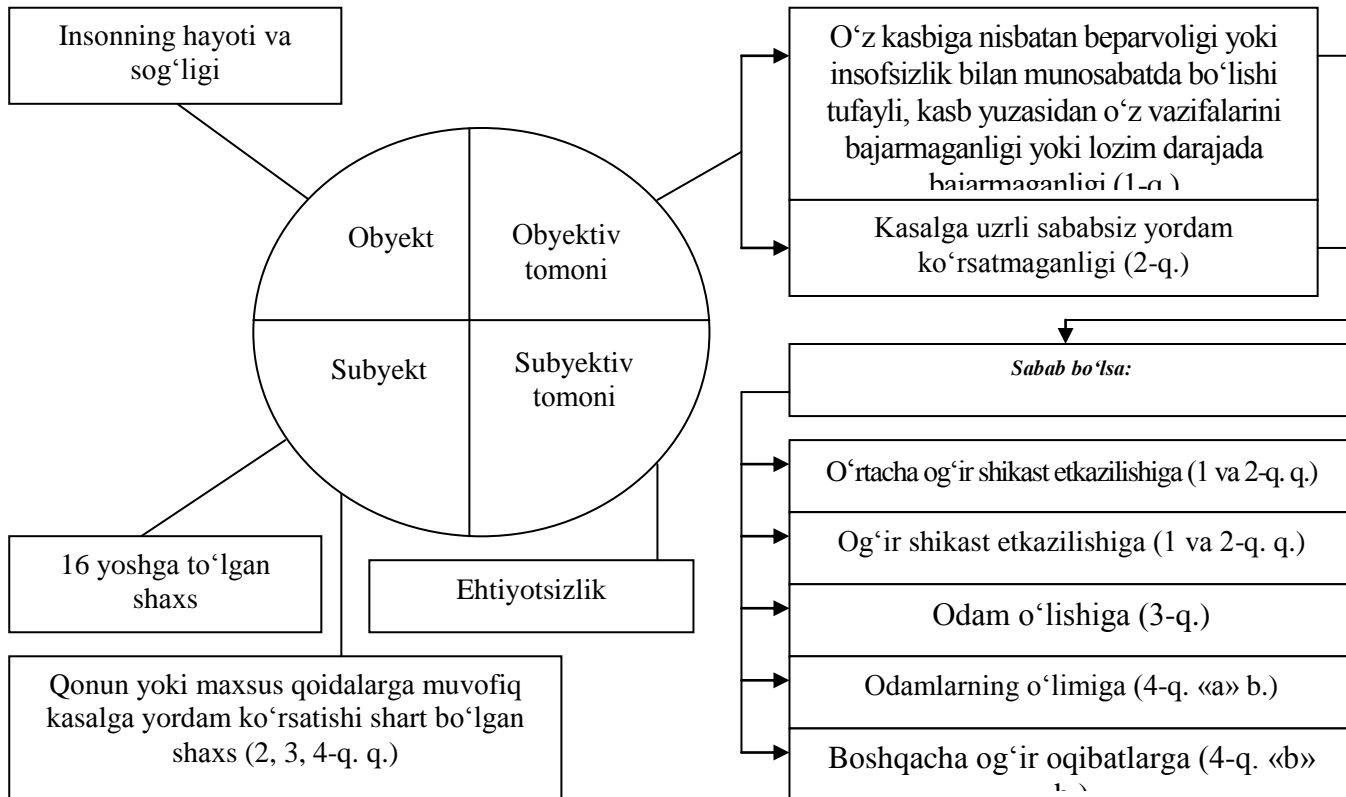 Insonning hayoti va
sog‘ligi
O‘z kasbiga nisbatan beparvoligi yoki
insofsizlik bilan munosabatda bo‘lishi
tufayli, kasb yuzasidan o‘z vazifalarini
bajarmaganligi yoki lozim darajada
bajarmaganligi (1-q.)
Kasalga uzrli sababsiz yordam
ko‘rsatmaganligi (2-q.)
Obyekt
Obyektiv
tomoni
Subyekt
Subyektiv
tomoni
Sabab bo‘lsa:
O‘rtacha og‘ir shikast etkazilishiga (1 va 2-q. q.)
Og‘ir shikast etkazilishiga (1 va 2-q. q.)
Odam o‘lishiga (3-q.)
Odamlarning o‘limiga (4-q. «a» b.)
Boshqacha og‘ir oqibatlarga (4-q. «b»
b.)
16 yoshga to‘lgan
shaxs
Ehtiyotsizlik
Qonun yoki maxsus qoidalarga muvofiq
kasalga yordam ko‘rsatishi shart bo‘lgan
shaxs (2, 3, 4-q. q.)